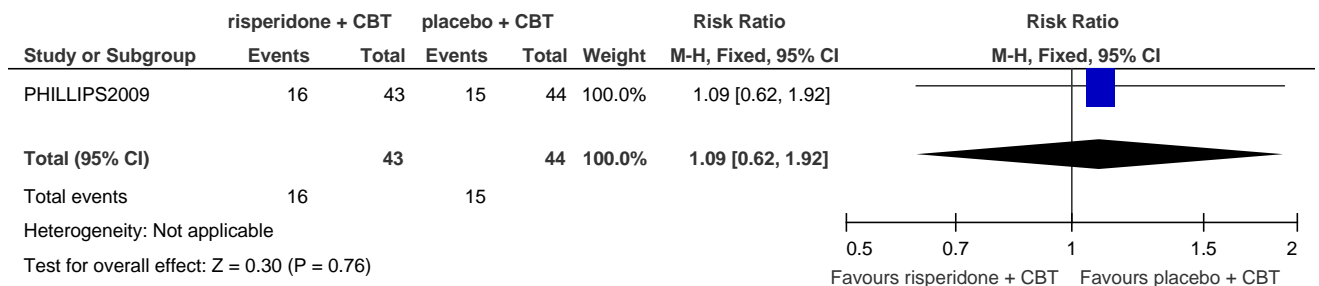 risperidone + CBT placebo + CBT Risk Ratio Risk Ratio
Study or Subgroup Events Total Events Total Weight M-H, Fixed, 95% CI M-H, Fixed, 95% CI
PHILLIPS2009 16 43 15 44 100.0% 1.09 [0.62, 1.92]
Total (95% CI) 43 44 100.0% 1.09 [0.62, 1.92]
Total events 16 15
Heterogeneity: Not applicable
Test for overall effect: Z = 0.30 (P = 0.76)
0.5 0.7 1 1.5 2
Favours risperidone + CBT Favours placebo + CBT